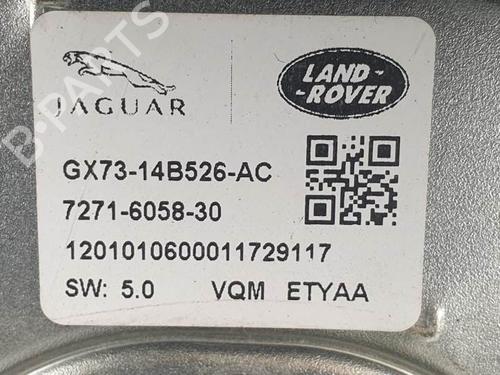 JAGUAR
LAND-
-ROVER
GX73-14B526-AC
7271-6058-30
1201010600011729117
SW: 5.0 VQM ETYAA
B-PARTS